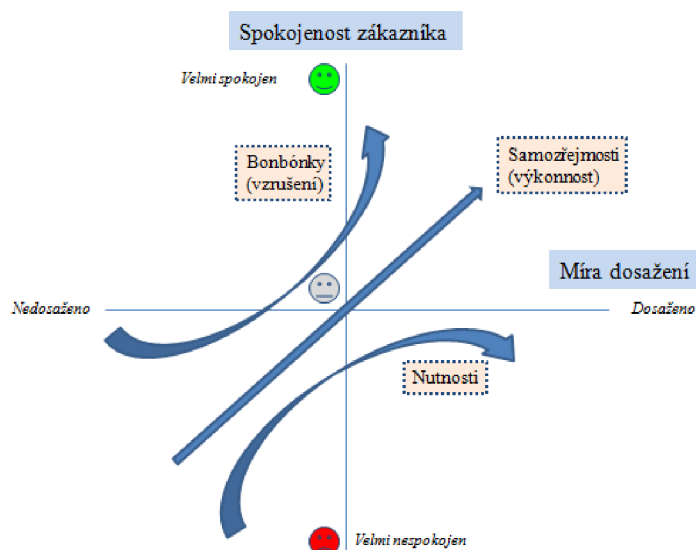 Spokojenost zákazníka
Velmi spokojen
Bonbónky
(vzrušení)
Samozřejmosti
(výkonnost)
Míra dosažení
Nedosaženo
Dosaženo
Nutnosti
Velmi nespokojen